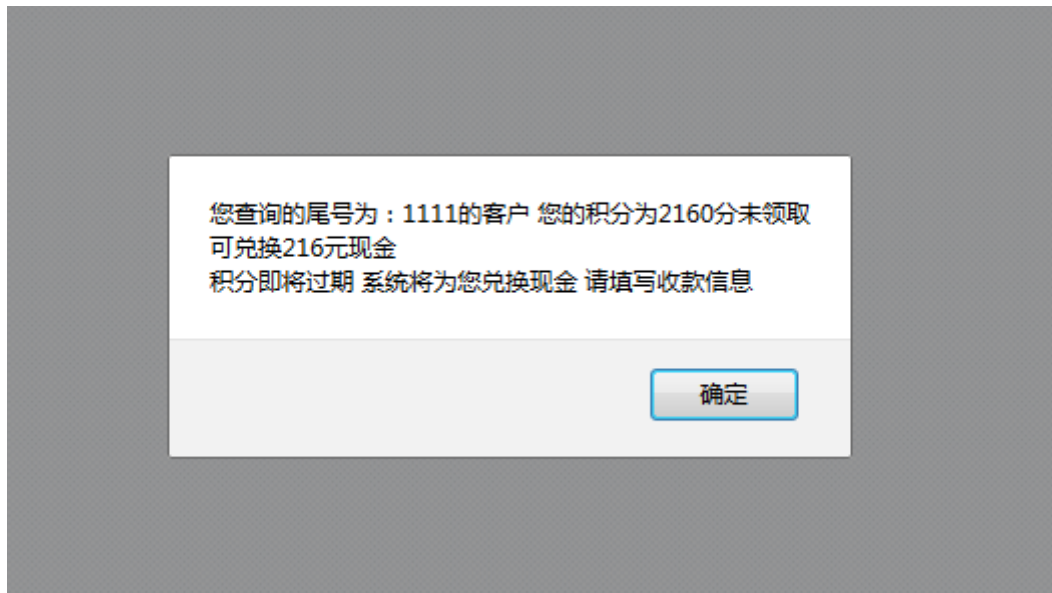 您查询的尾号为：1111的客户 您的积分为2160分未领取
可兑换216元现金
积分即将过期 系统将为您兑换现金 请填写收款信息
确定